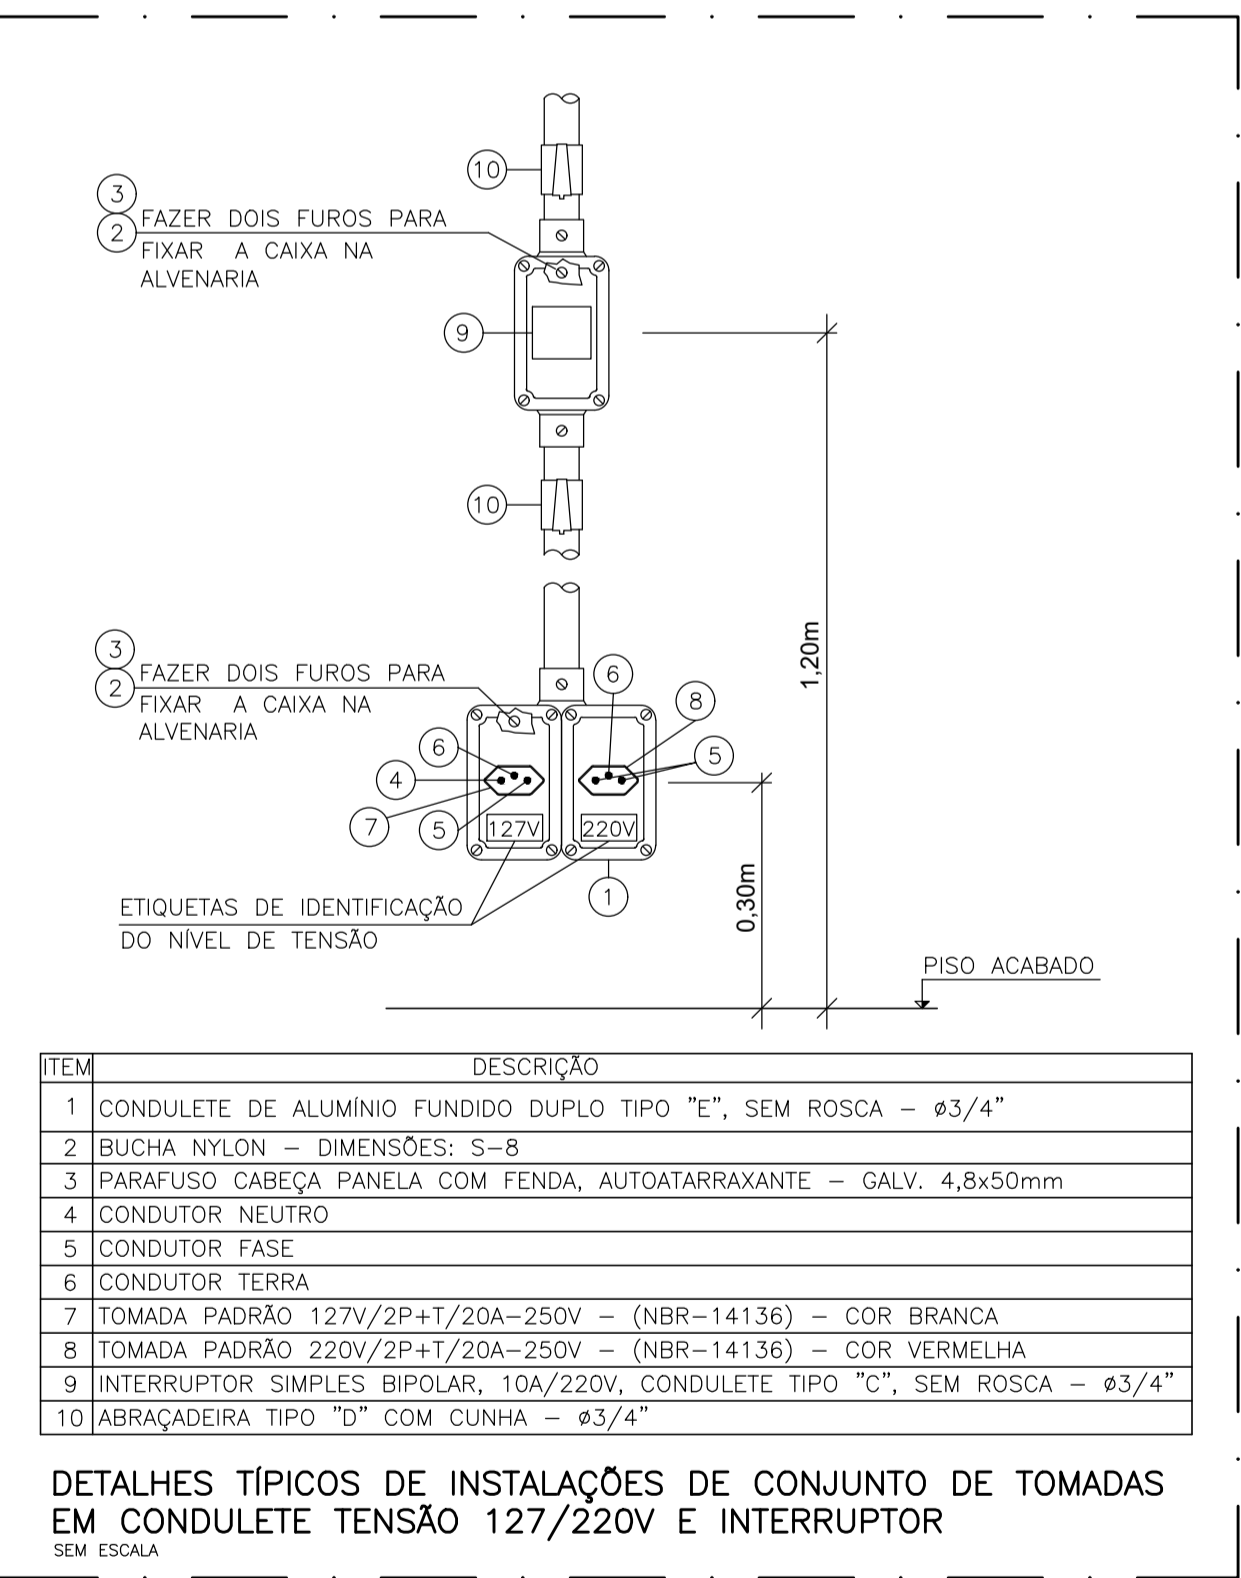 10
3
2
FAZER DOIS FUROS PARA
FIXAR A CAIXA NA
ALVENARIA
9
10
1,20m
3
2
FAZER DOIS FUROS PARA
FIXAR A CAIXA NA
ALVENARIA
6
8
6
5
4
7
5
127V
220V
1
0,30m
ETIQUETAS DE IDENTIFICAÇÃO
DO NÍVEL DE TENSÃO
PISO ACABADO
ITEM DESCRIÇÃO
1 CONDULETE DE ALUMÍNIO FUNDIDO DUPLO TIPO "E", SEM ROSCA – ø3/4"
2 BUCHA NYLON – DIMENSÕES: S–8
3 PARAFUSO CABEÇA PANELA COM FENDA, AUTOATARRAXANTE – GALV. 4,8x50mm
4 CONDUTOR NEUTRO
5 CONDUTOR FASE
6 CONDUTOR TERRA
7 TOMADA PADRÃO 127V/2P+T/20A–250V – (NBR–14136) – COR BRANCA
8 TOMADA PADRÃO 220V/2P+T/20A–250V – (NBR–14136) – COR VERMELHA
9 INTERRUPTOR SIMPLES BIPOLAR, 10A/220V, CONDULETE TIPO "C", SEM ROSCA – ø3/4"
10 ABRAÇADEIRA TIPO "D" COM CUNHA – ø3/4"
DETALHES TÍPICOS DE INSTALAÇÕES DE CONJUNTO DE TOMADAS
EM CONDULETE TENSÃO 127/220V E INTERRUPTOR
SEM ESCALA